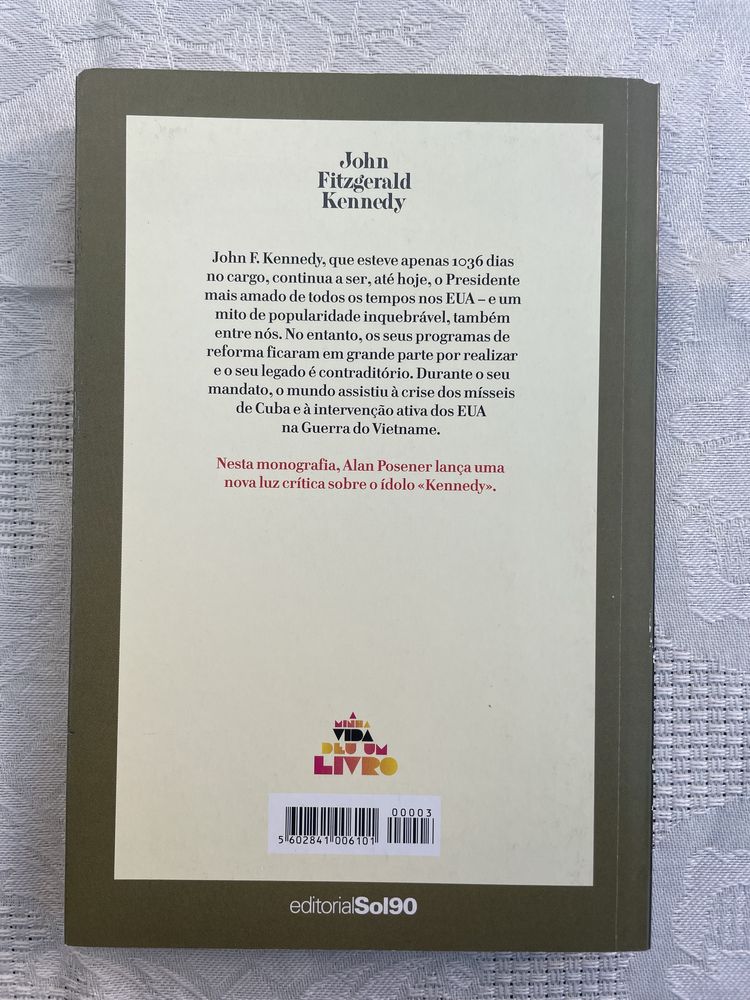 John
Fitzgerald
Kennedy
John F. Kennedy, que esteve apenas 1036 dias
no cargo, continua a ser, até hoje, o Presidente
mais amado de todos os tempos nos EUA – e um
mito de popularidade inquebrável, também
entre nós. No entanto, os seus programas de
reforma ficaram em grande parte por realizar
e o seu legado é contraditório. Durante o seu
mandato, o mundo assistiu à crise dos mísseis
de Cuba e à intervenção ativa dos EUA
na Guerra do Vietname.
Nesta monografia, Alan Posener lança uma
nova luz crítica sobre o ídolo «Kennedy».
A
MINHA
VIDA
DEU UM
LIVRO
00003
5 602841 006101
editorialSol90